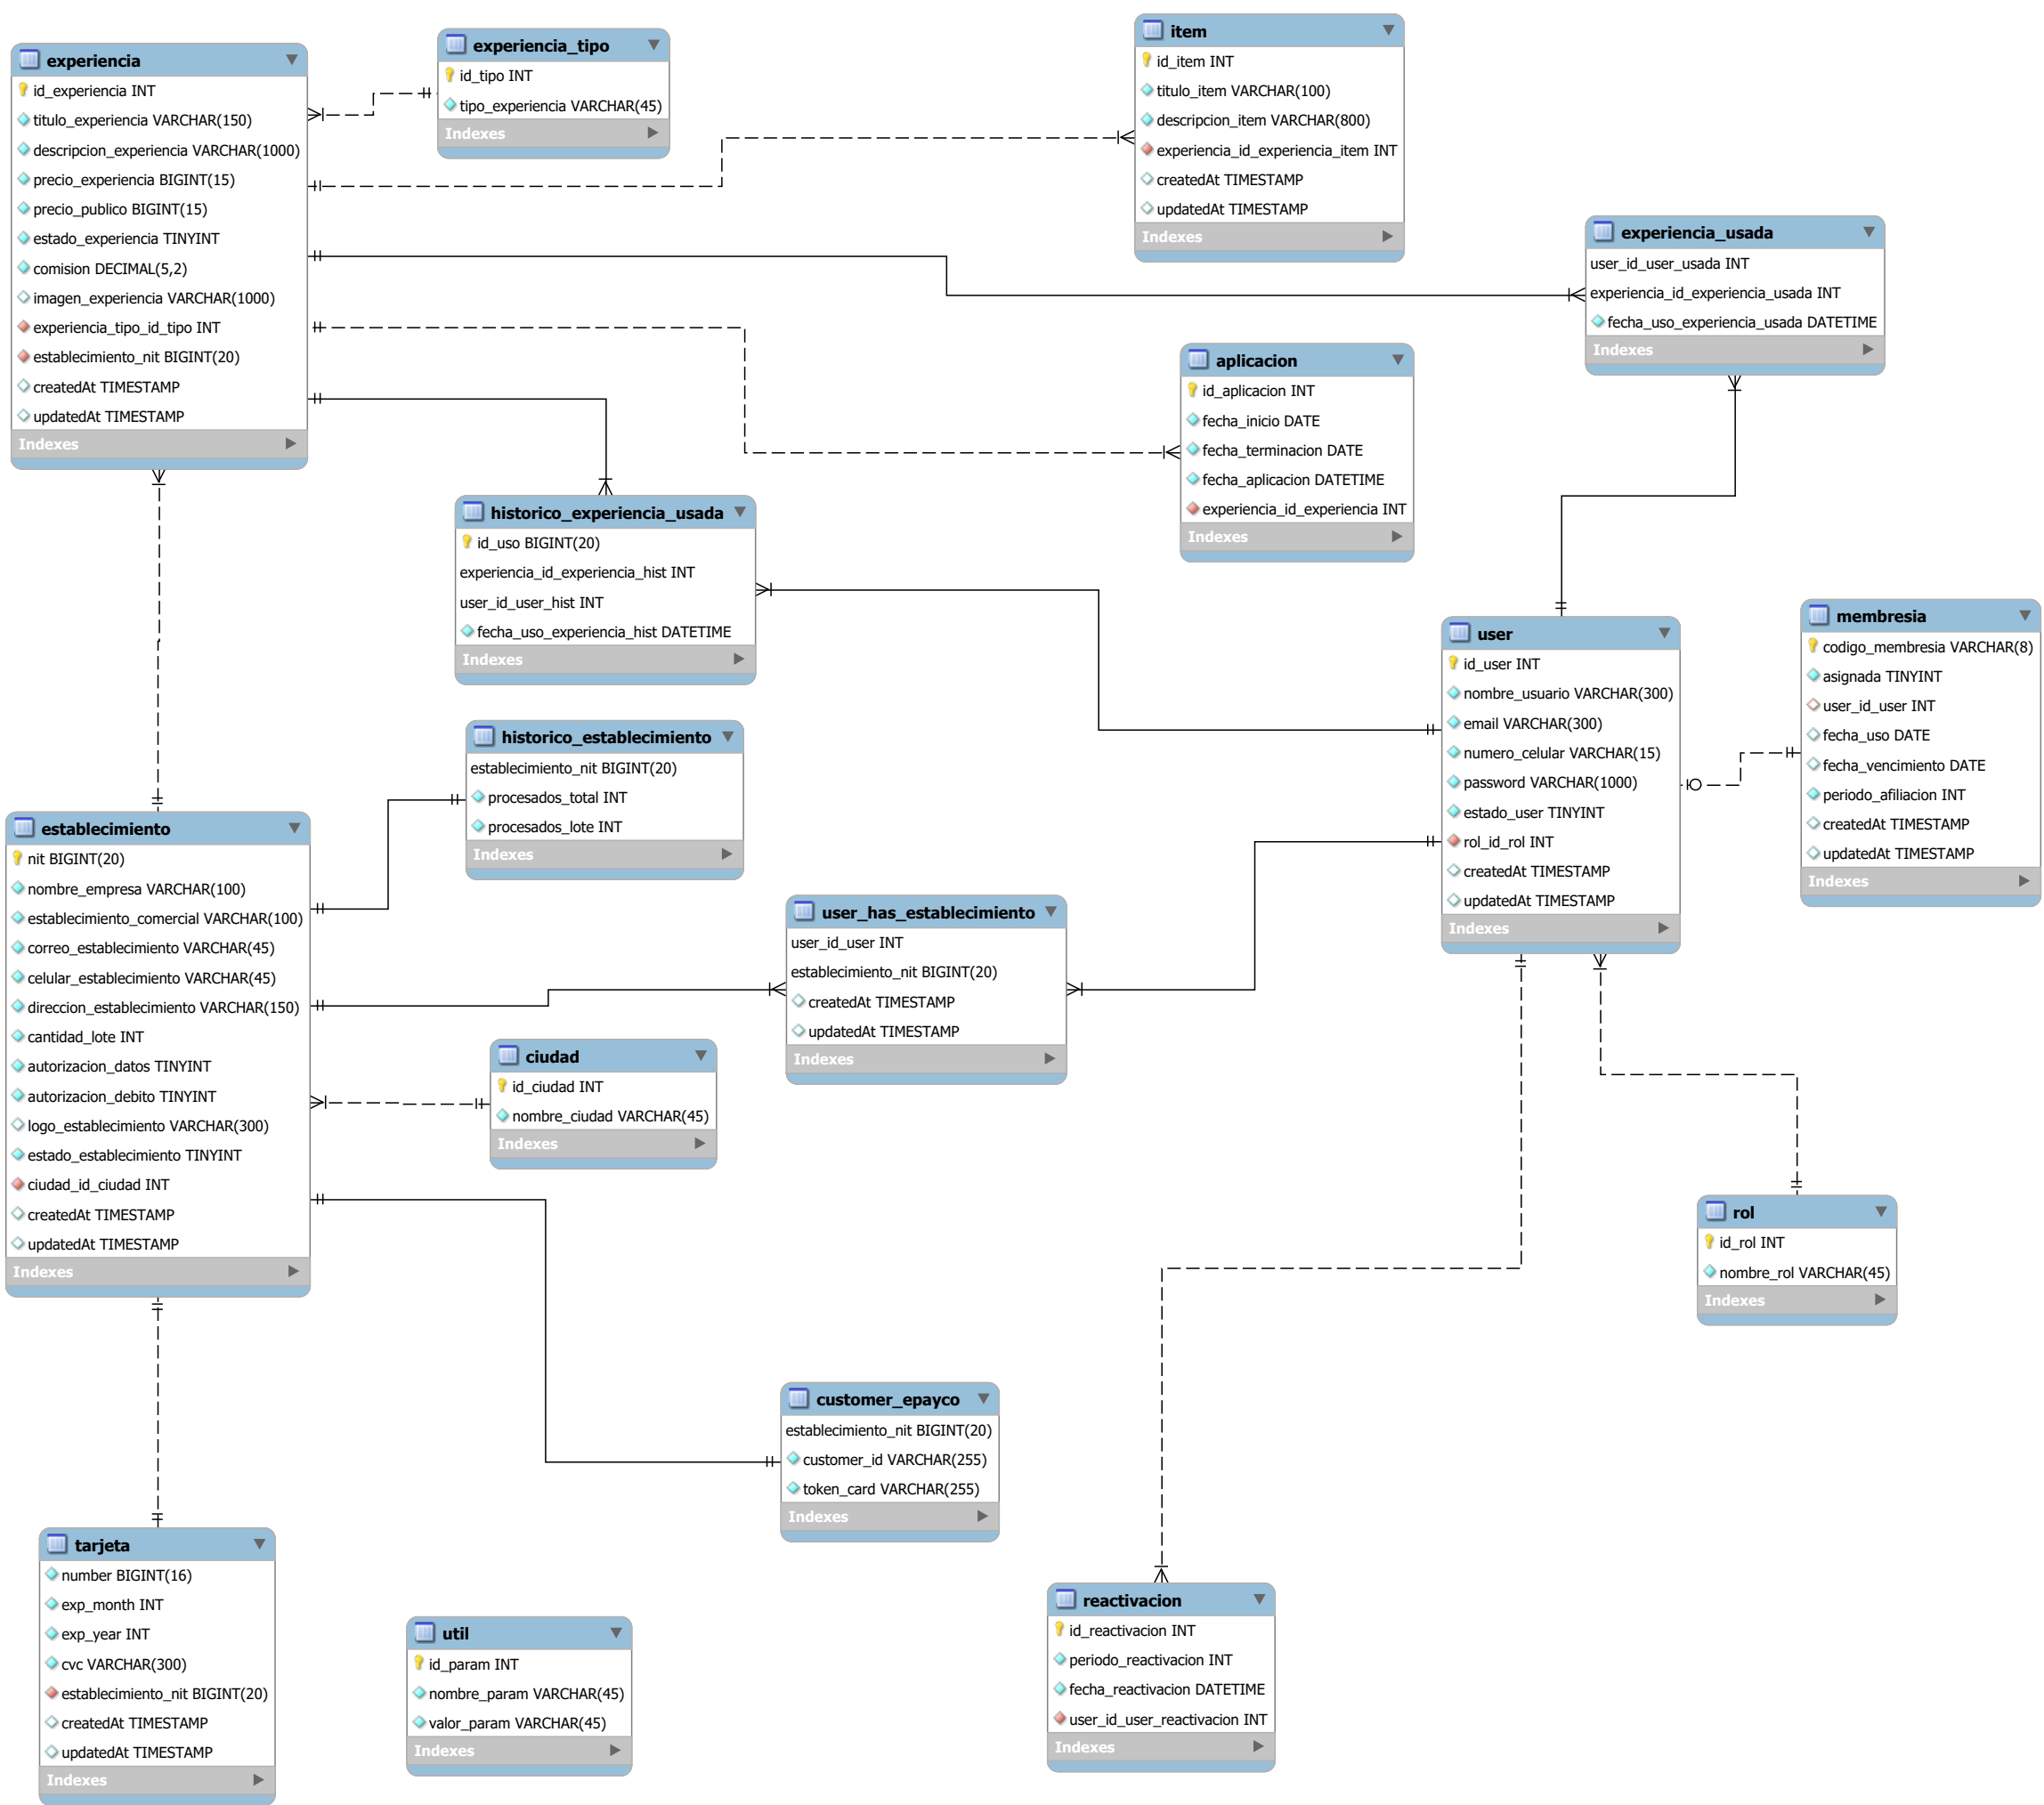 experiencia
id_experiencia INT
titulo_experiencia VARCHAR(150)
descripcion_experiencia VARCHAR(1000)
precio_experiencia BIGINT(15)
precio_publico BIGINT(15)
estado_experiencia TINYINT
comision DECIMAL(5,2)
imagen_experiencia VARCHAR(1000)
experiencia_tipo_id_tipo INT
establecimiento_nit BIGINT(20)
createdAt TIMESTAMP
updatedAt TIMESTAMP
Indexes
experiencia_tipo
id_tipo INT
tipo_experiencia VARCHAR(45)
Indexes
item
id_item INT
titulo_item VARCHAR(100)
descripcion_item VARCHAR(800)
experiencia_id_experiencia_item INT
createdAt TIMESTAMP
updatedAt TIMESTAMP
Indexes
experiencia_usada
user_id_user_usada INT
experiencia_id_experiencia_usada INT
fecha_uso_experiencia_usada DATETIME
Indexes
aplicacion
id_aplicacion INT
fecha_inicio DATE
fecha_terminacion DATE
fecha_aplicacion DATETIME
experiencia_id_experiencia INT
Indexes
historico_experiencia_usada
id_uso BIGINT(20)
experiencia_id_experiencia_hist INT
user_id_user_hist INT
fecha_uso_experiencia_hist DATETIME
Indexes
user
id_user INT
nombre_usuario VARCHAR(300)
email VARCHAR(300)
numero_celular VARCHAR(15)
password VARCHAR(1000)
estado_user TINYINT
rol_id_rol INT
createdAt TIMESTAMP
updatedAt TIMESTAMP
Indexes
membresia
codigo_membresia VARCHAR(8)
asignada TINYINT
user_id_user INT
fecha_uso DATE
fecha_vencimiento DATE
periodo_afiliacion INT
createdAt TIMESTAMP
updatedAt TIMESTAMP
Indexes
historico_establecimiento
establecimiento_nit BIGINT(20)
procesados_total INT
procesados_lote INT
Indexes
establecimiento
nit BIGINT(20)
nombre_empresa VARCHAR(100)
establecimiento_comercial VARCHAR(100)
correo_establecimiento VARCHAR(45)
celular_establecimiento VARCHAR(45)
direccion_establecimiento VARCHAR(150)
cantidad_lote INT
autorizacion_datos TINYINT
autorizacion_debito TINYINT
logo_establecimiento VARCHAR(300)
estado_establecimiento TINYINT
ciudad_id_ciudad INT
createdAt TIMESTAMP
updatedAt TIMESTAMP
Indexes
user_has_establecimiento
user_id_user INT
establecimiento_nit BIGINT(20)
createdAt TIMESTAMP
updatedAt TIMESTAMP
Indexes
ciudad
id_ciudad INT
nombre_ciudad VARCHAR(45)
Indexes
rol
id_rol INT
nombre_rol VARCHAR(45)
Indexes
customer_epayco
establecimiento_nit BIGINT(20)
customer_id VARCHAR(255)
token_card VARCHAR(255)
Indexes
tarjeta
number BIGINT(16)
exp_month INT
exp_year INT
cvc VARCHAR(300)
establecimiento_nit BIGINT(20)
createdAt TIMESTAMP
updatedAt TIMESTAMP
Indexes
util
id_param INT
nombre_param VARCHAR(45)
valor_param VARCHAR(45)
Indexes
reactivacion
id_reactivacion INT
periodo_reactivacion INT
fecha_reactivacion DATETIME
user_id_user_reactivacion INT
Indexes